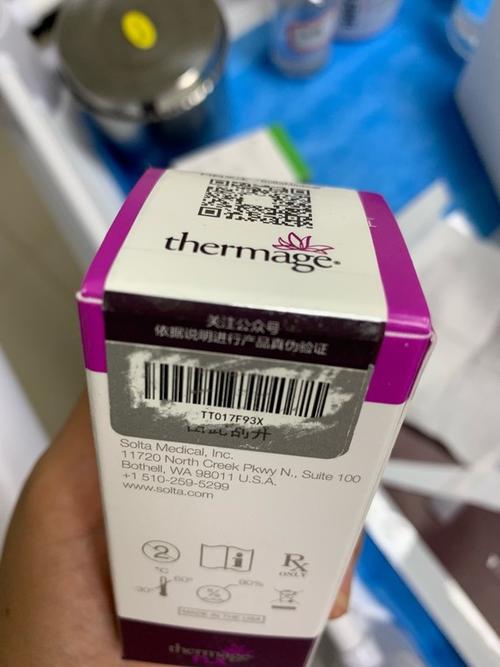 thermage®
关注公众号
依据说明进行产品真伪验证
TT017F93X
Solta Medical, Inc.
11720 North Creek Pkwy N., Suite 100
Bothell, WA 98011 U.S.A.
+1 510-259-5299
www.solta.com
2
i
Rx
ONLY
°C
60°
-30°
%
90%
MADE IN THE USA
thermage
FLX